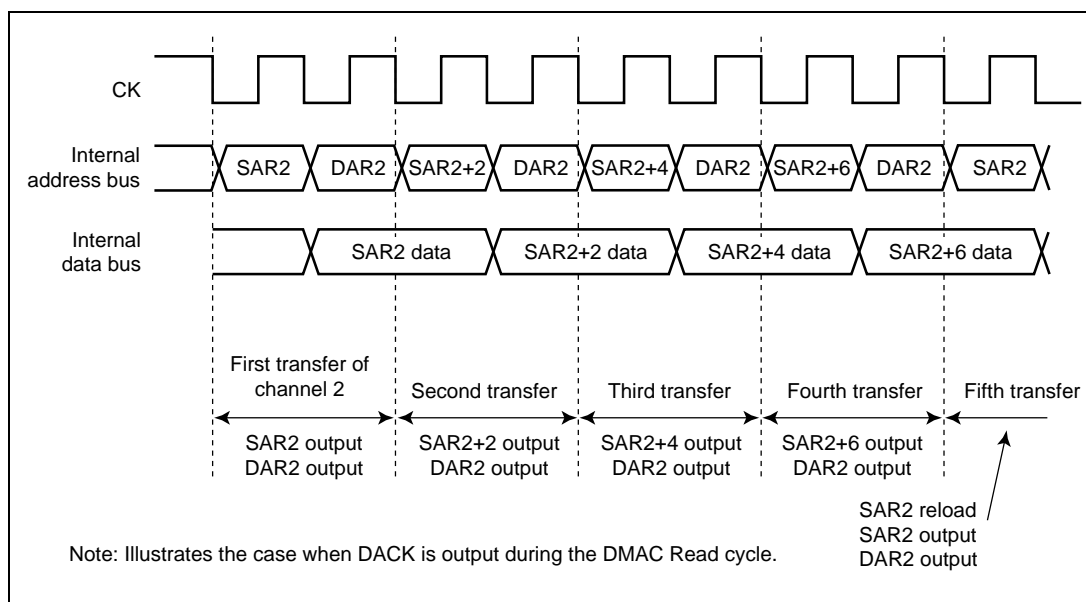 CK
Internal
address bus
SAR2 DAR2 SAR2+2 DAR2 SAR2+4 DAR2 SAR2+6 DAR2 SAR2
Internal
data bus
SAR2 data SAR2+2 data SAR2+4 data SAR2+6 data
First transfer of
channel 2
Second transfer
Third transfer
Fourth transfer
Fifth transfer
SAR2 output
DAR2 output
SAR2+2 output
DAR2 output
SAR2+4 output
DAR2 output
SAR2+6 output
DAR2 output
SAR2 reload
SAR2 output
DAR2 output
Note: Illustrates the case when DACK is output during the DMAC Read cycle.